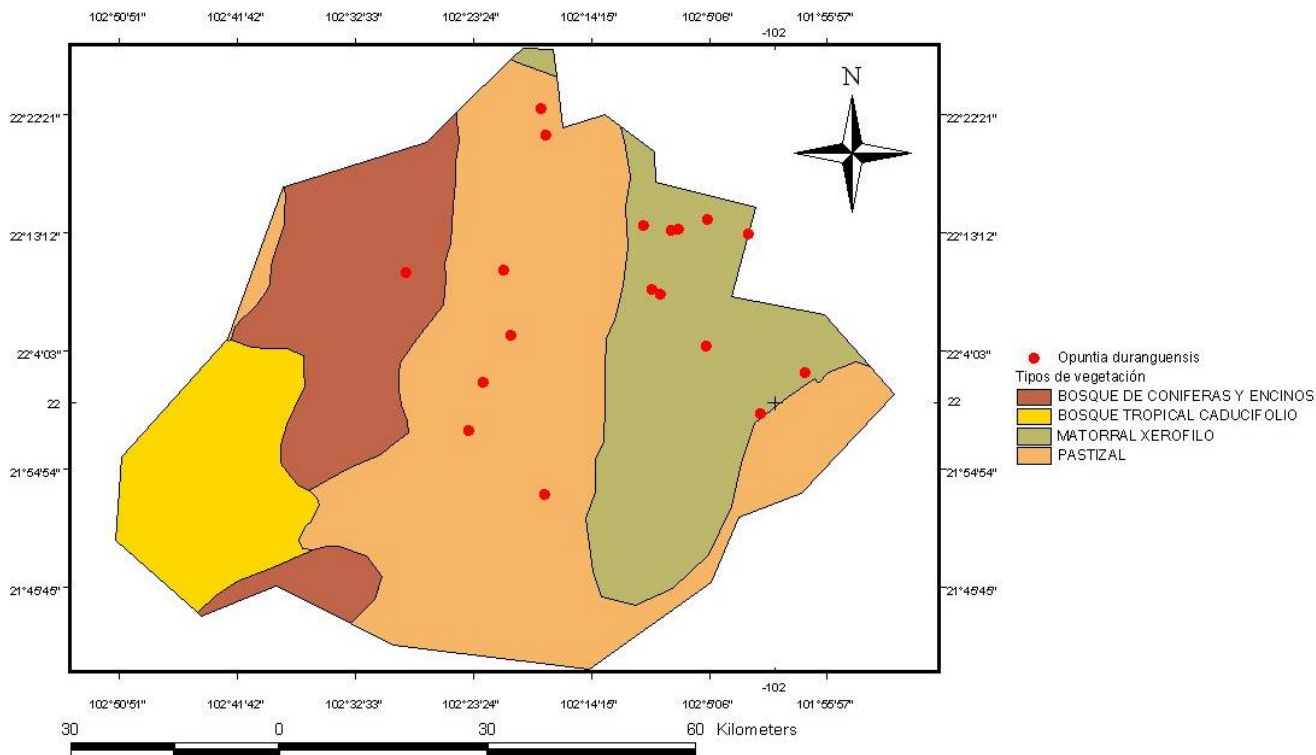 102°50'51" 102°41'42" 102°32'33" 102°23'24" 102°14'15" 102°5'06" 101°55'57"
-102
N
22°22'21" 22°22'21"
22°13'12" 22°13'12"
22°4'03" 22°4'03"
22 22
21°54'54" 21°54'54"
21°45'45" 21°45'45"
Opuntia duranguensis
Tipos de vegetación
BOSQUE DE CONIFERAS Y ENCINOS
BOSQUE TROPICAL CADUCIFOLIO
MATORRAL XEROFILO
PASTIZAL
-102
102°50'51" 102°41'42" 102°32'33" 102°23'24" 102°14'15" 102°5'06" 101°55'57"
30 0 30 60 Kilometers